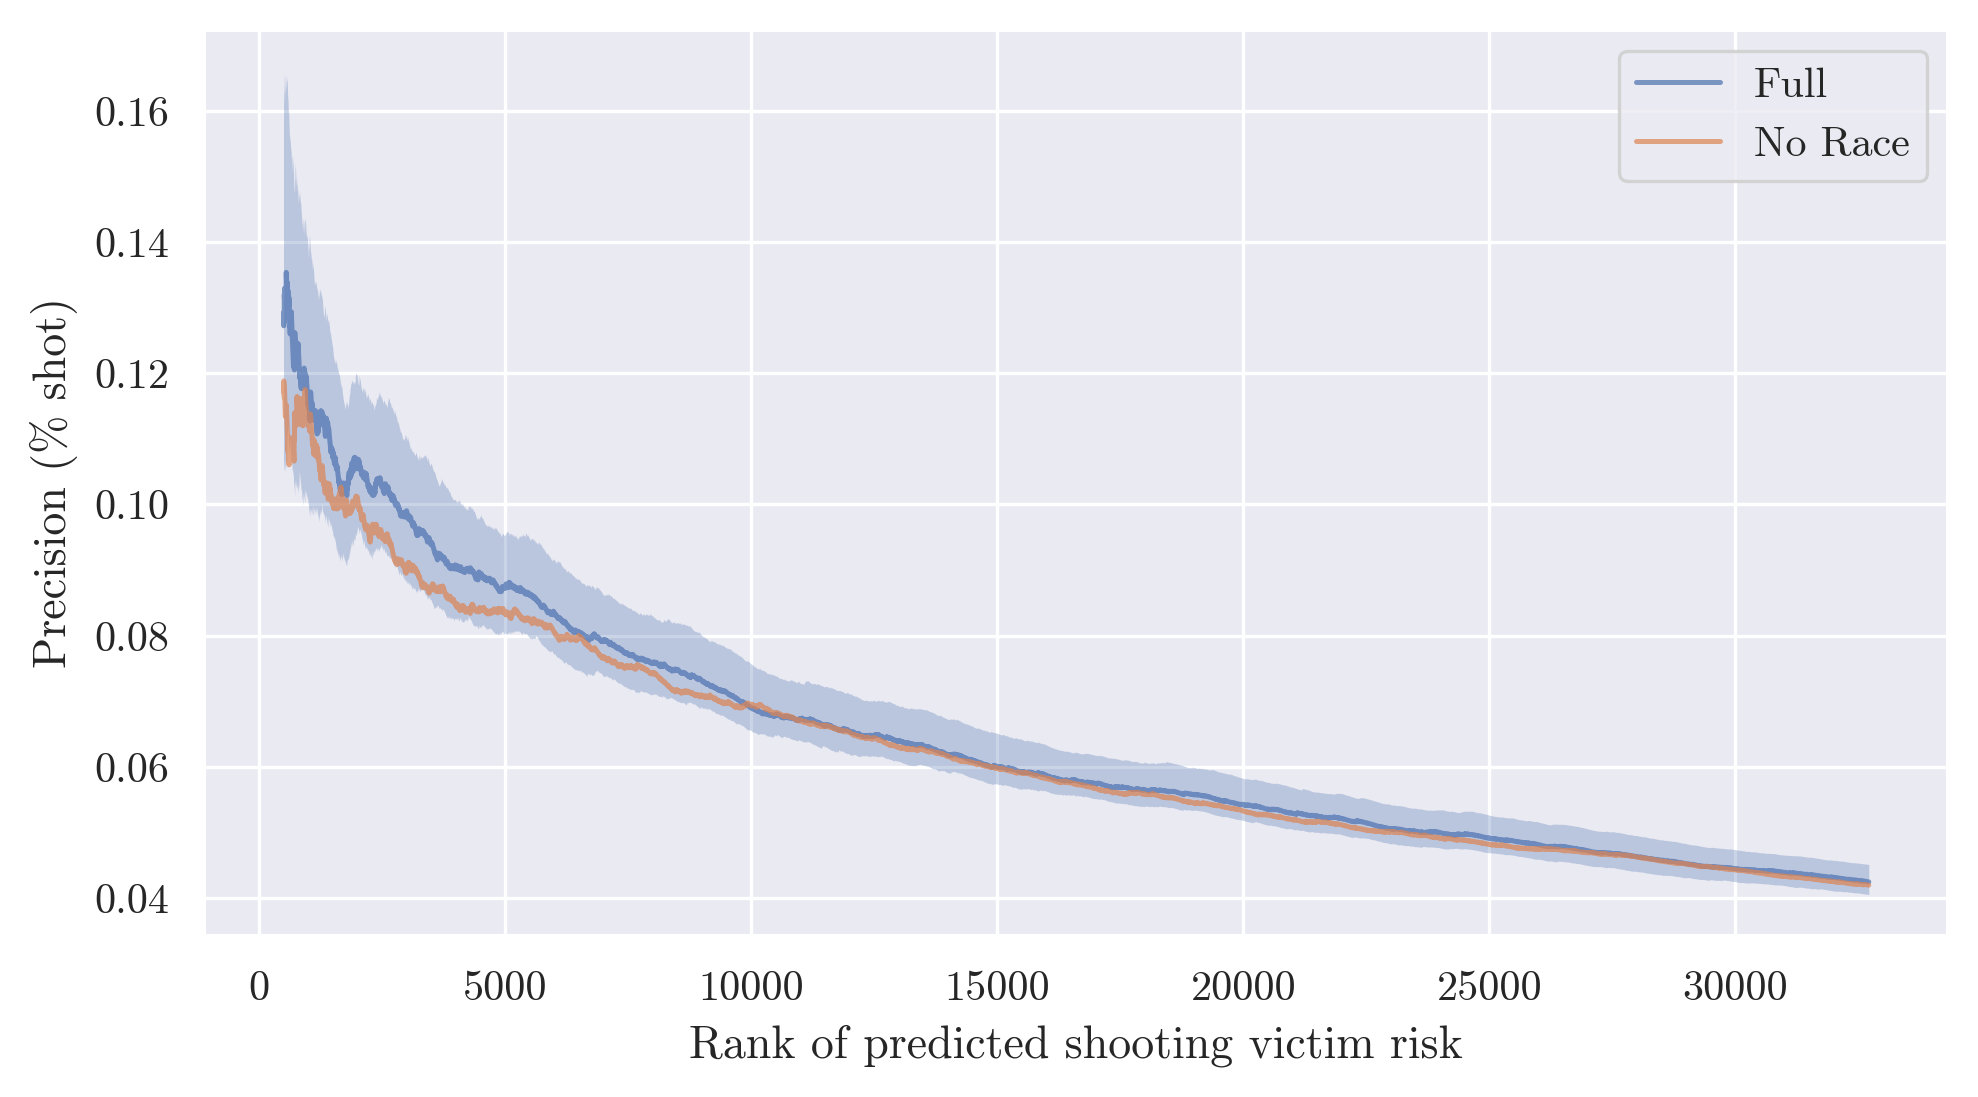 Full
No Race
0.16
0.14
0.12
0.10
0.08
0.06
0.04
Precision (% shot)
0 5000 10000 15000 20000 25000 30000
Rank of predicted shooting victim risk